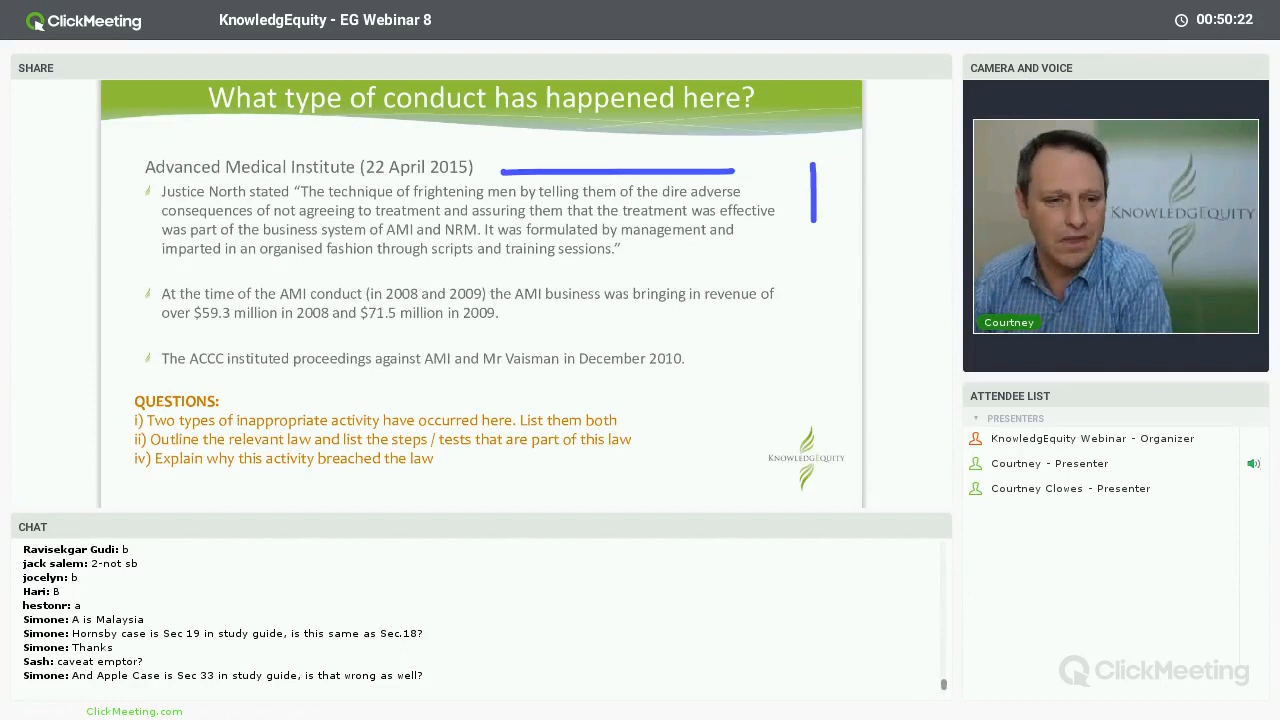 ClickMeeting
KnowledgEquity - EG Webinar 8
00:50:22
SHARE
What type of conduct has happened here?
Advanced Medical Institute (22 April 2015)
Justice North stated “The technique of frightening men by telling them of the dire adverse
consequences of not agreeing to treatment and assuring them that the treatment was effective
was part of the business system of AMI and NRM. It was formulated by management and
imparted in an organised fashion through scripts and training sessions.”
At the time of the AMI conduct (in 2008 and 2009) the AMI business was bringing in revenue of
over $59.3 million in 2008 and $71.5 million in 2009.
The ACCC instituted proceedings against AMI and Mr Vaisman in December 2010.
QUESTIONS:
i) Two types of inappropriate activity have occurred here. List them both
ii) Outline the relevant law and list the steps / tests that are part of this law
iv) Explain why this activity breached the law
KNOWLEDGEQUITY
CAMERA AND VOICE
KNOWLEDGEQUITY
Courtney
ATTENDEE LIST
PRESENTERS
KnowledgEquity Webinar - Organizer
Courtney - Presenter
Courtney Clowes - Presenter
CHAT
Ravisekgar Gudi: b
jack salem: 2-not sb
jocelyn: b
Hari: B
hestonr: a
Simone: A is Malaysia
Simone: Hornsby case is Sec 19 in study guide, is this same as Sec.18?
Simone: Thanks
Sash: caveat emptor?
Simone: And Apple Case is Sec 33 in study guide, is that wrong as well?
ClickMeeting
ClickMeeting.com